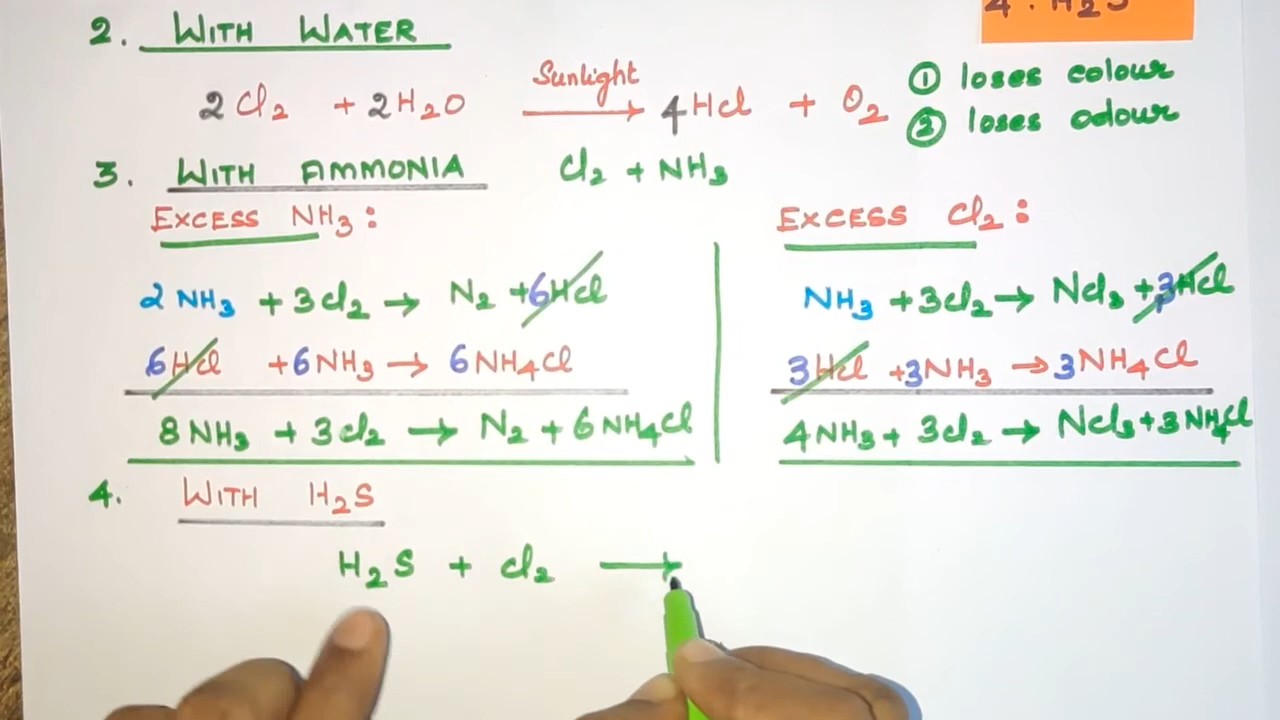 4. H2S
2. WITH WATER
2Cl2 + 2H2O Sunlight → 4HCl + O2
① loses colour
② loses odour
3. WITH AMMONIA Cl2 + NH3
EXCESS NH3:
2NH3 + 3Cl2 → N2 + 6HCl
6HCl + 6NH3 → 6NH4Cl
8NH3 + 3Cl2 → N2 + 6NH4Cl
EXCESS Cl2:
NH3 + 3Cl2 → NCl3 + 3HCl
3HCl + 3NH3 → 3NH4Cl
4NH3 + 3Cl2 → NCl3 + 3NH4Cl
4. WITH H2S
H2S + Cl2 →